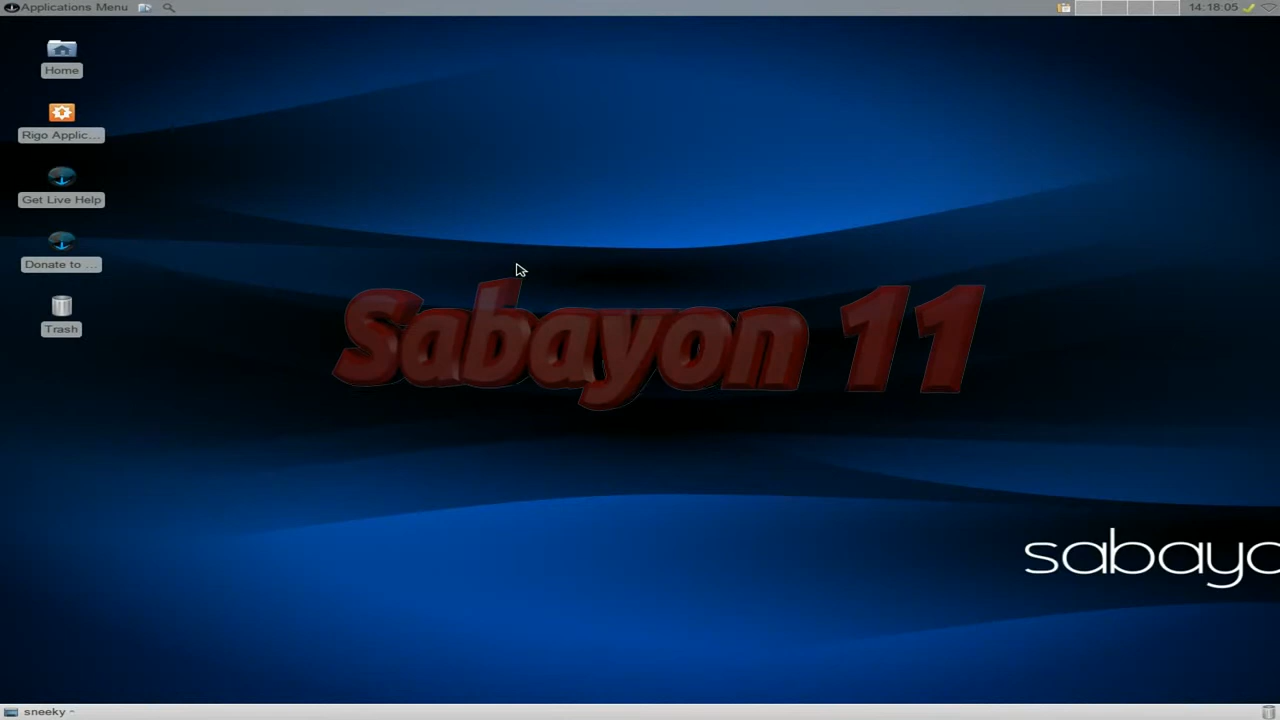 Applications Menu
14:18:05
Home
Rigo Applic...
Get Live Help
Donate to ...
Trash
Sabayon 11
sabayo
sneeky